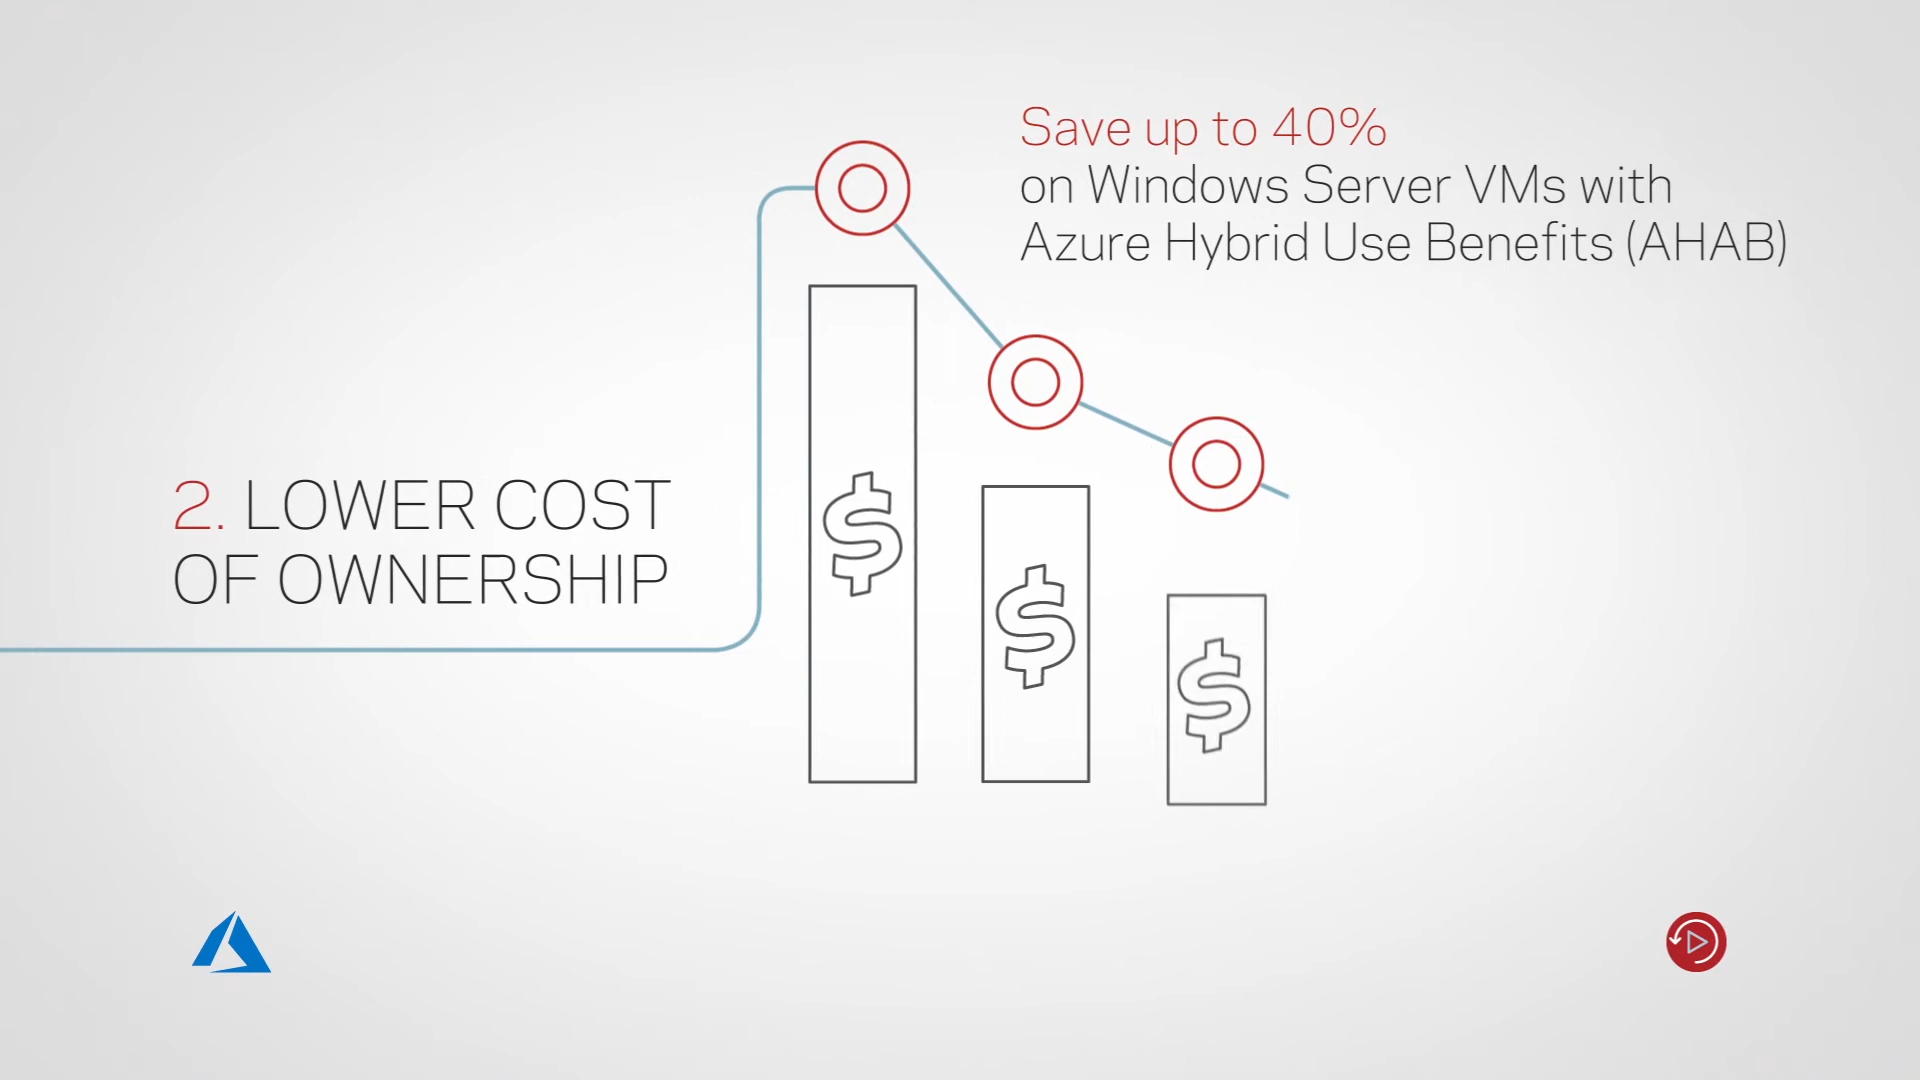 Save up to 40%
on Windows Server VMs with
Azure Hybrid Use Benefits (AHAB)
2. LOWER COST
OF OWNERSHIP
$
$
$